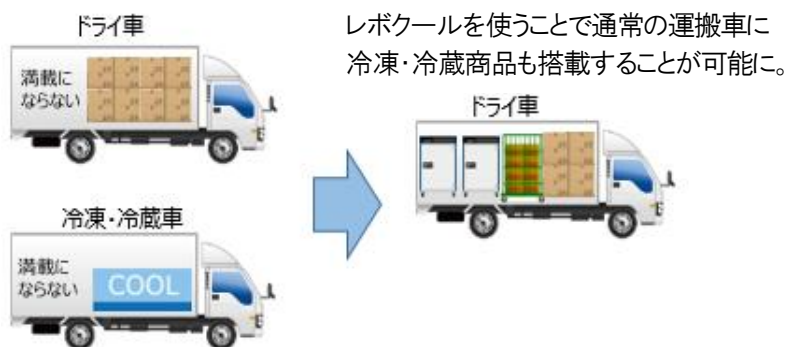 ドライ車
満載に
ならない
冷凍・冷蔵車
満載に
ならない
COOL
レボクールを使うことで通常の運搬車に
冷凍・冷蔵商品も搭載することが可能に。
ドライ車